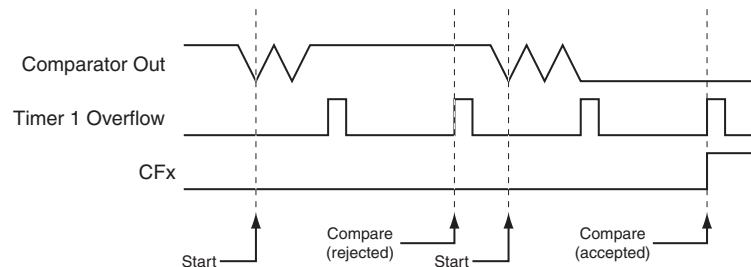 Comparator Out
Timer 1 Overflow
CFx
Start
Compare
(rejected)
Start
Compare
(accepted)